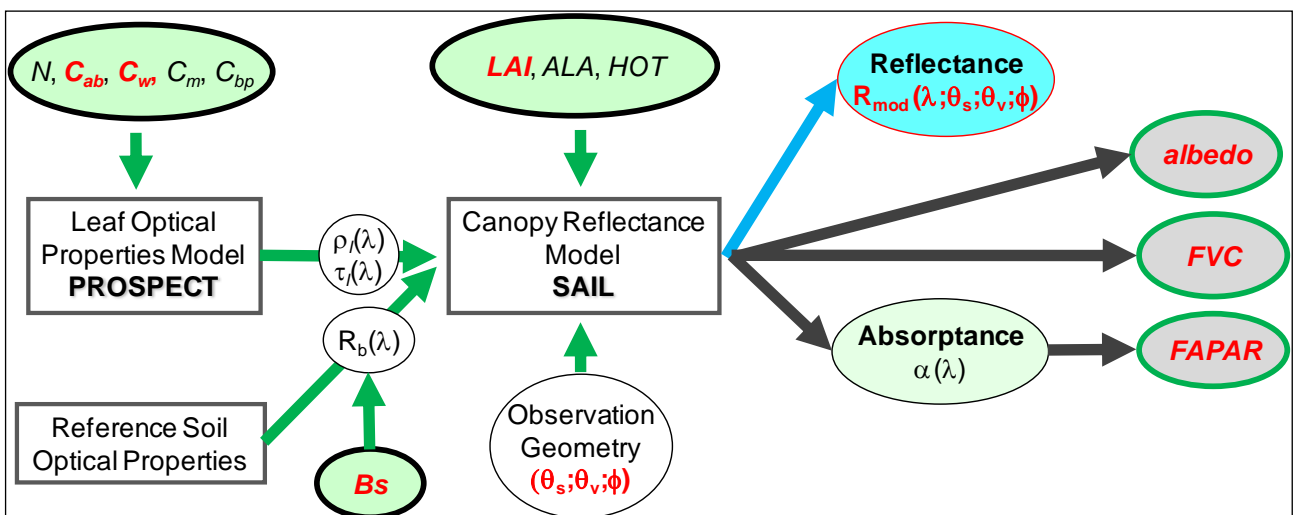 N, Cab, Cw, Cm, Cbp
LAI, ALA, HOT
Reflectance
Rmod(λ;θs;θv;ϕ)
albedo
Leaf Optical
Properties Model
PROSPECT
ρl(λ)
τl(λ)
Canopy Reflectance
Model
SAIL
FVC
Rb(λ)
Absorptance
α(λ)
FAPAR
Reference Soil
Optical Properties
Bs
Observation
Geometry
(θs;θv;ϕ)